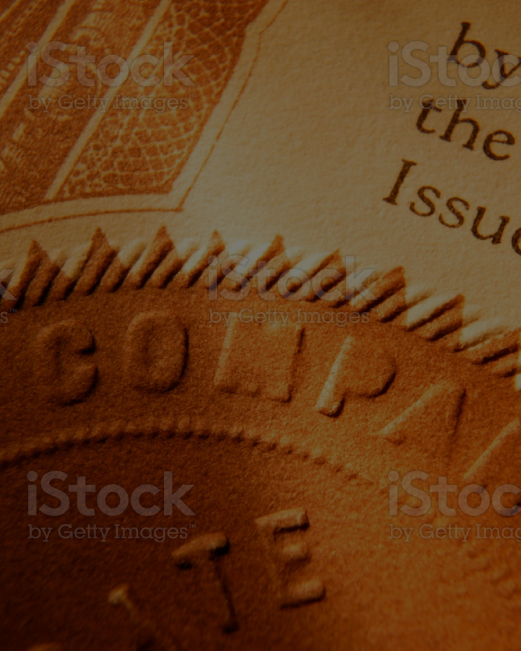 by
the
Issue
COMPA
ATE
iStock
by Getty Images
iStock
by Getty Images
iStock
by Getty Images
iStock
by Getty Images
iStock
by Getty Images